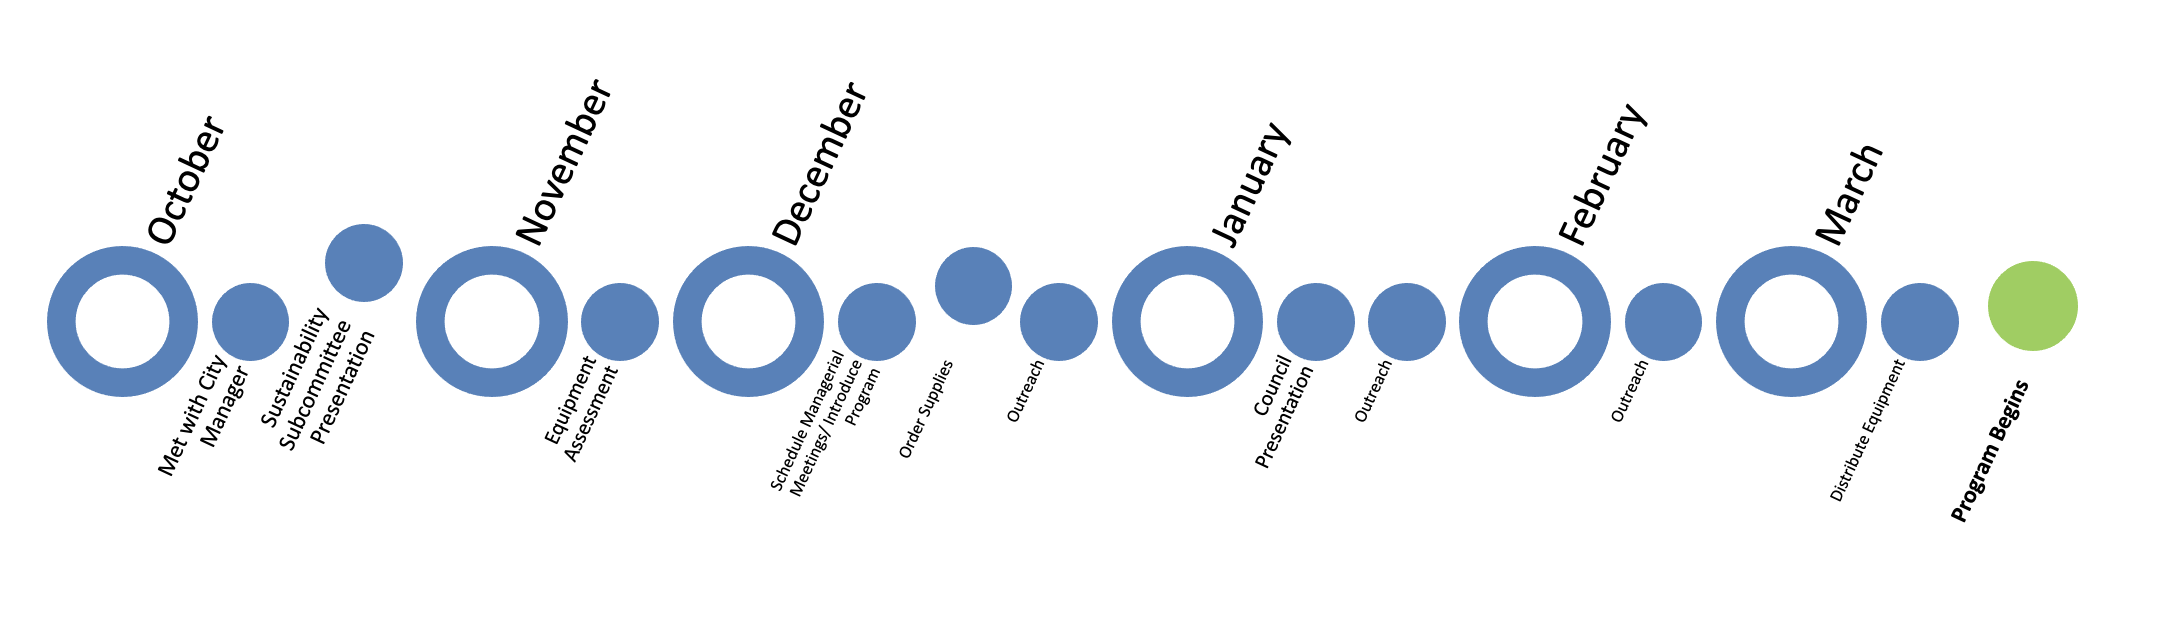 October
Met with City
Manager
Sustainability
Subcommittee
Presentation
November
Equipment
Assessment
December
Schedule Managerial
Meetings/ Introduce
Program
Order Supplies
Outreach
January
Council
Presentation
Outreach
February
Outreach
March
Distribute Equipment
Program Begins